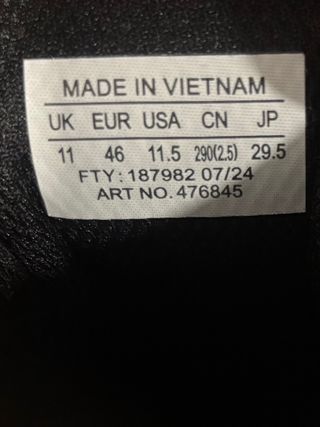 MADE IN VIETNAM
UK EUR USA CN JP
11 46 11.5 290(2.5) 29.5
FTY: 187982 07/24
ART NO. 476845